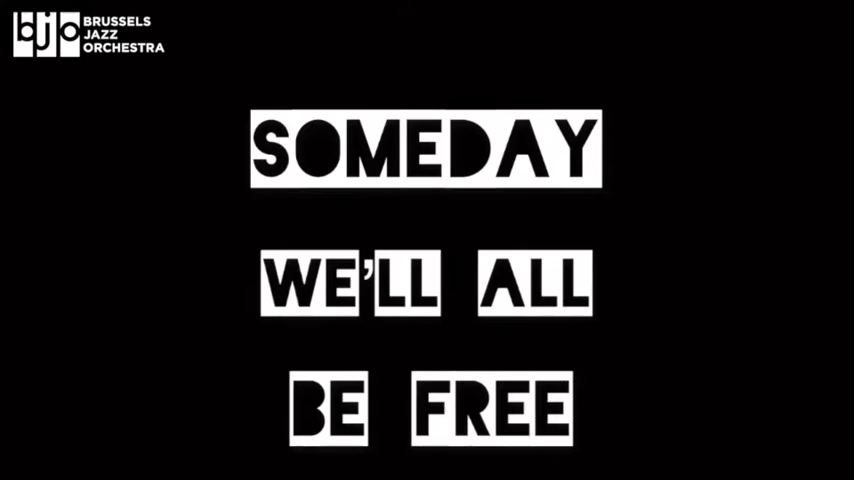 bjo
BRUSSELS
JAZZ
ORCHESTRA
SOMEDAY
WE'LL ALL
BE FREE